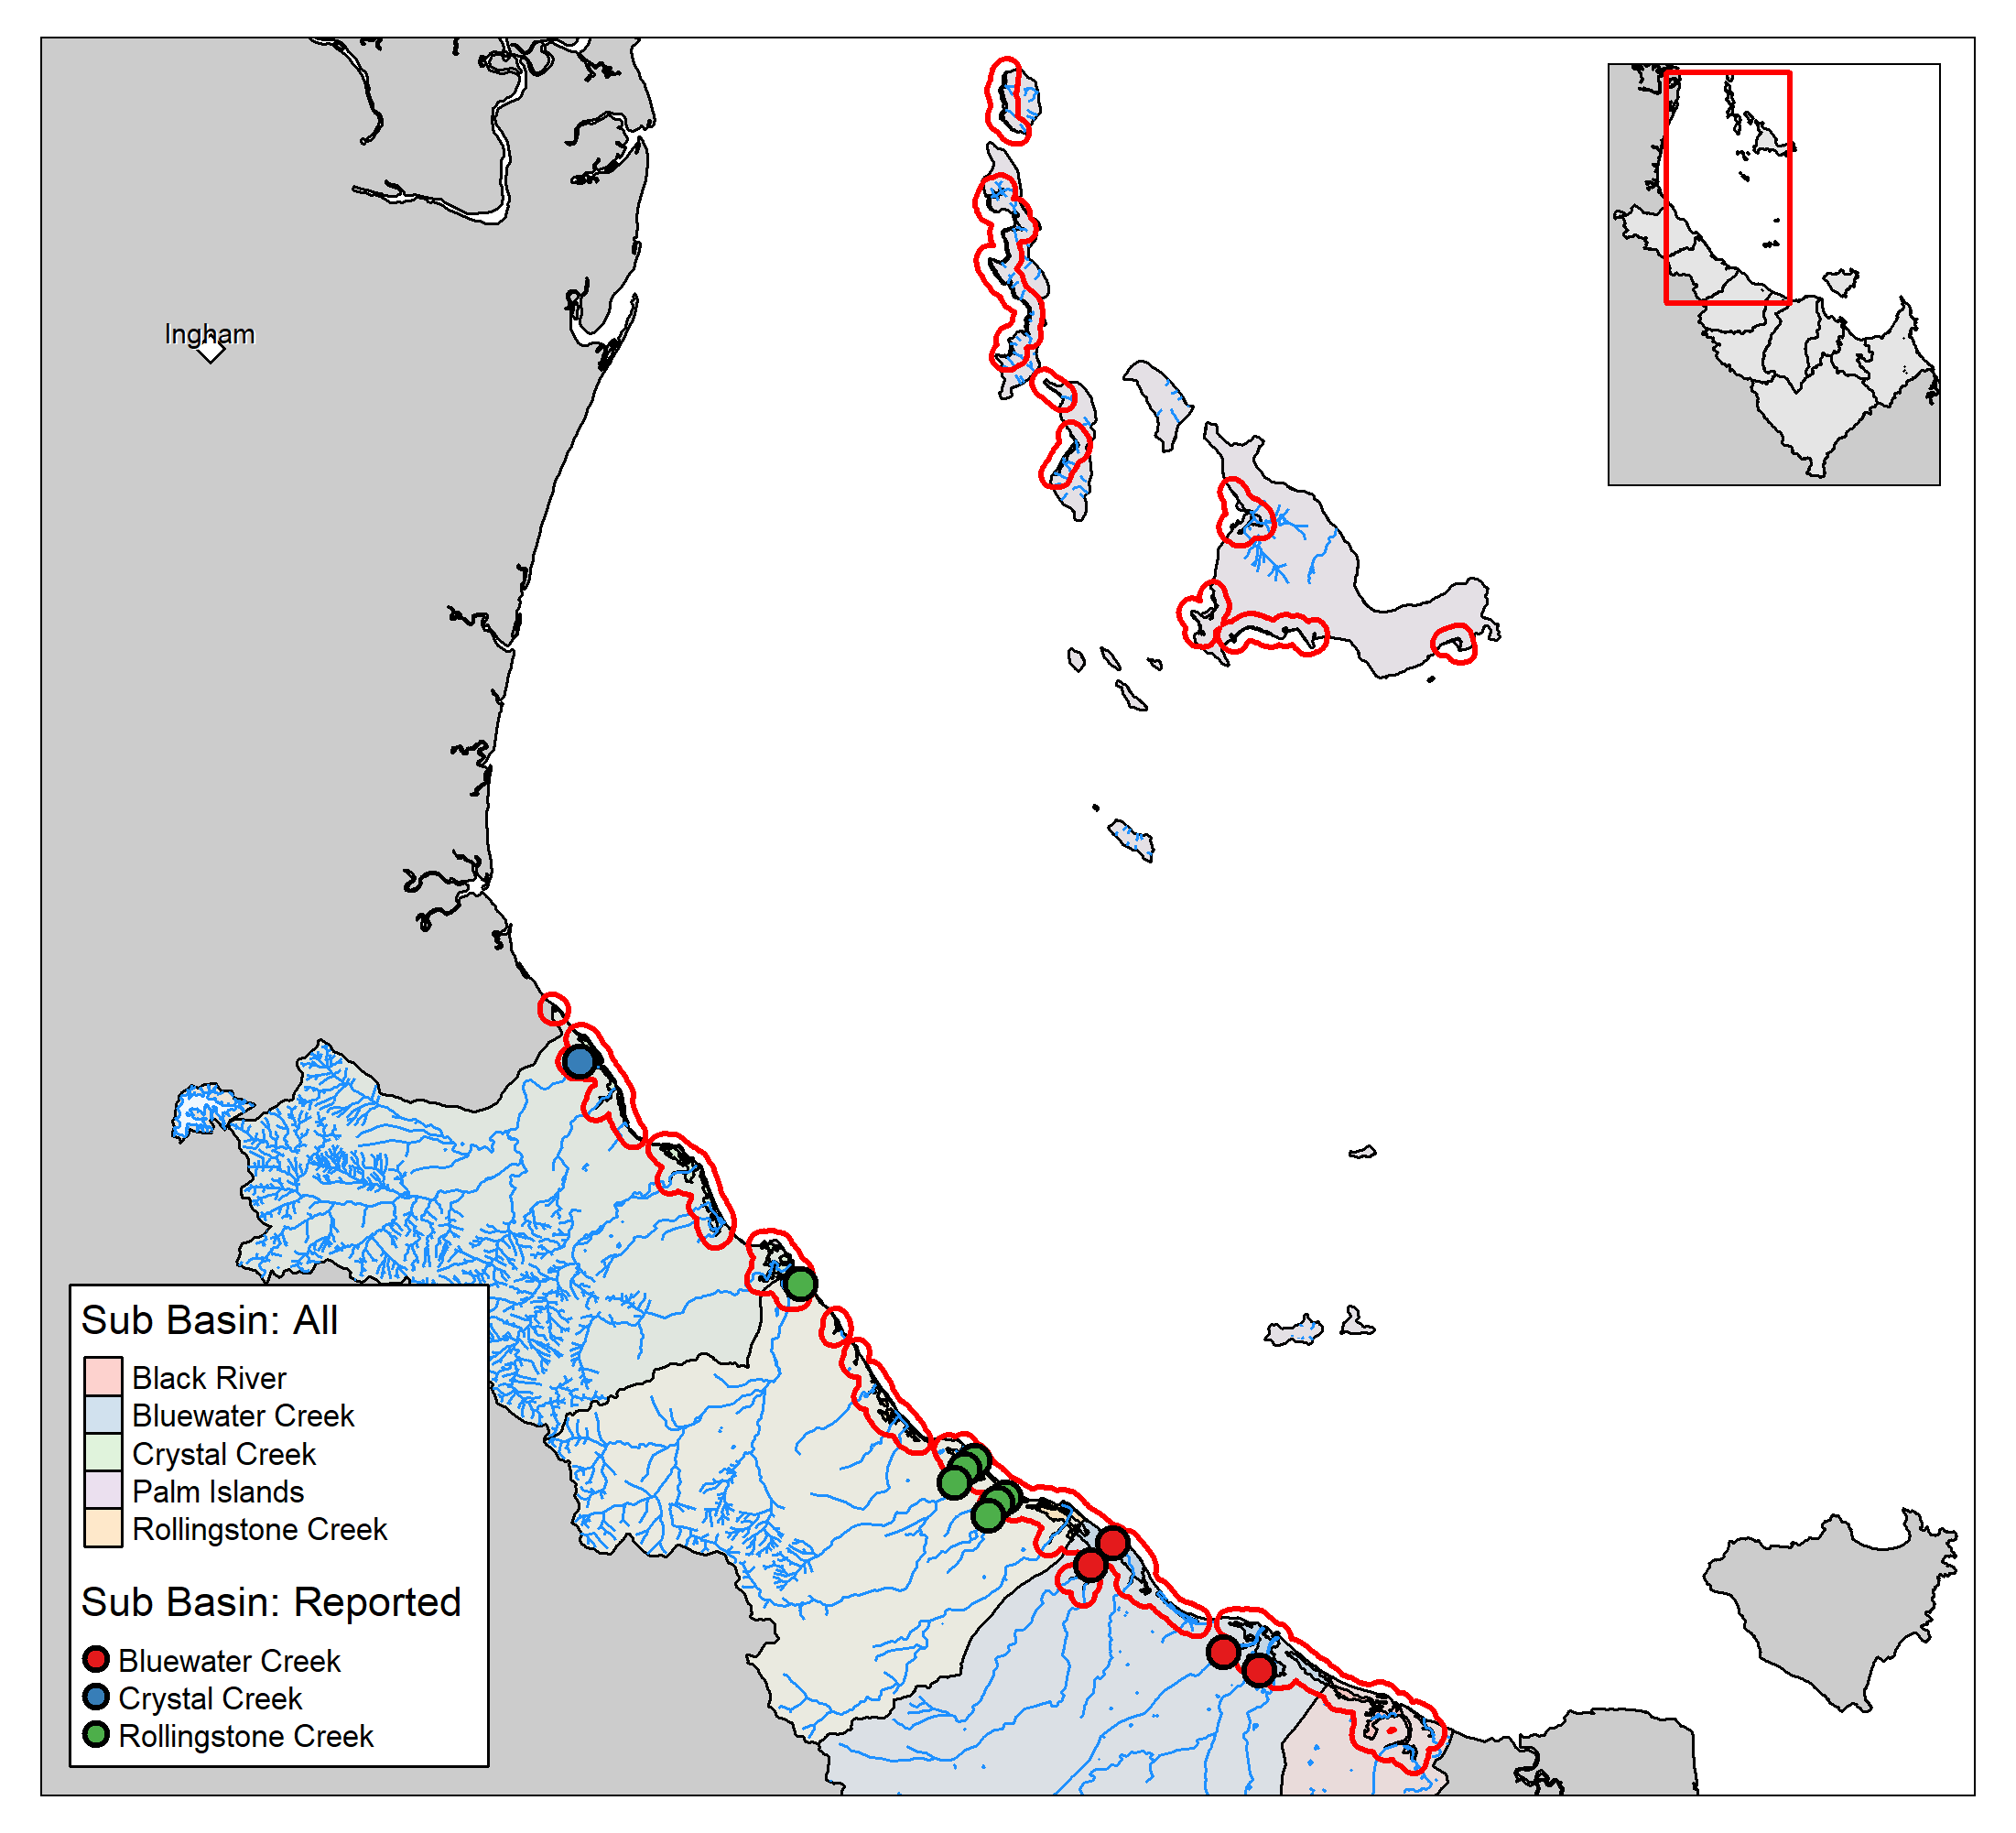 Ingham
Sub Basin: All
Black River
Bluewater Creek
Crystal Creek
Palm Islands
Rollingstone Creek
Sub Basin: Reported
Bluewater Creek
Crystal Creek
Rollingstone Creek